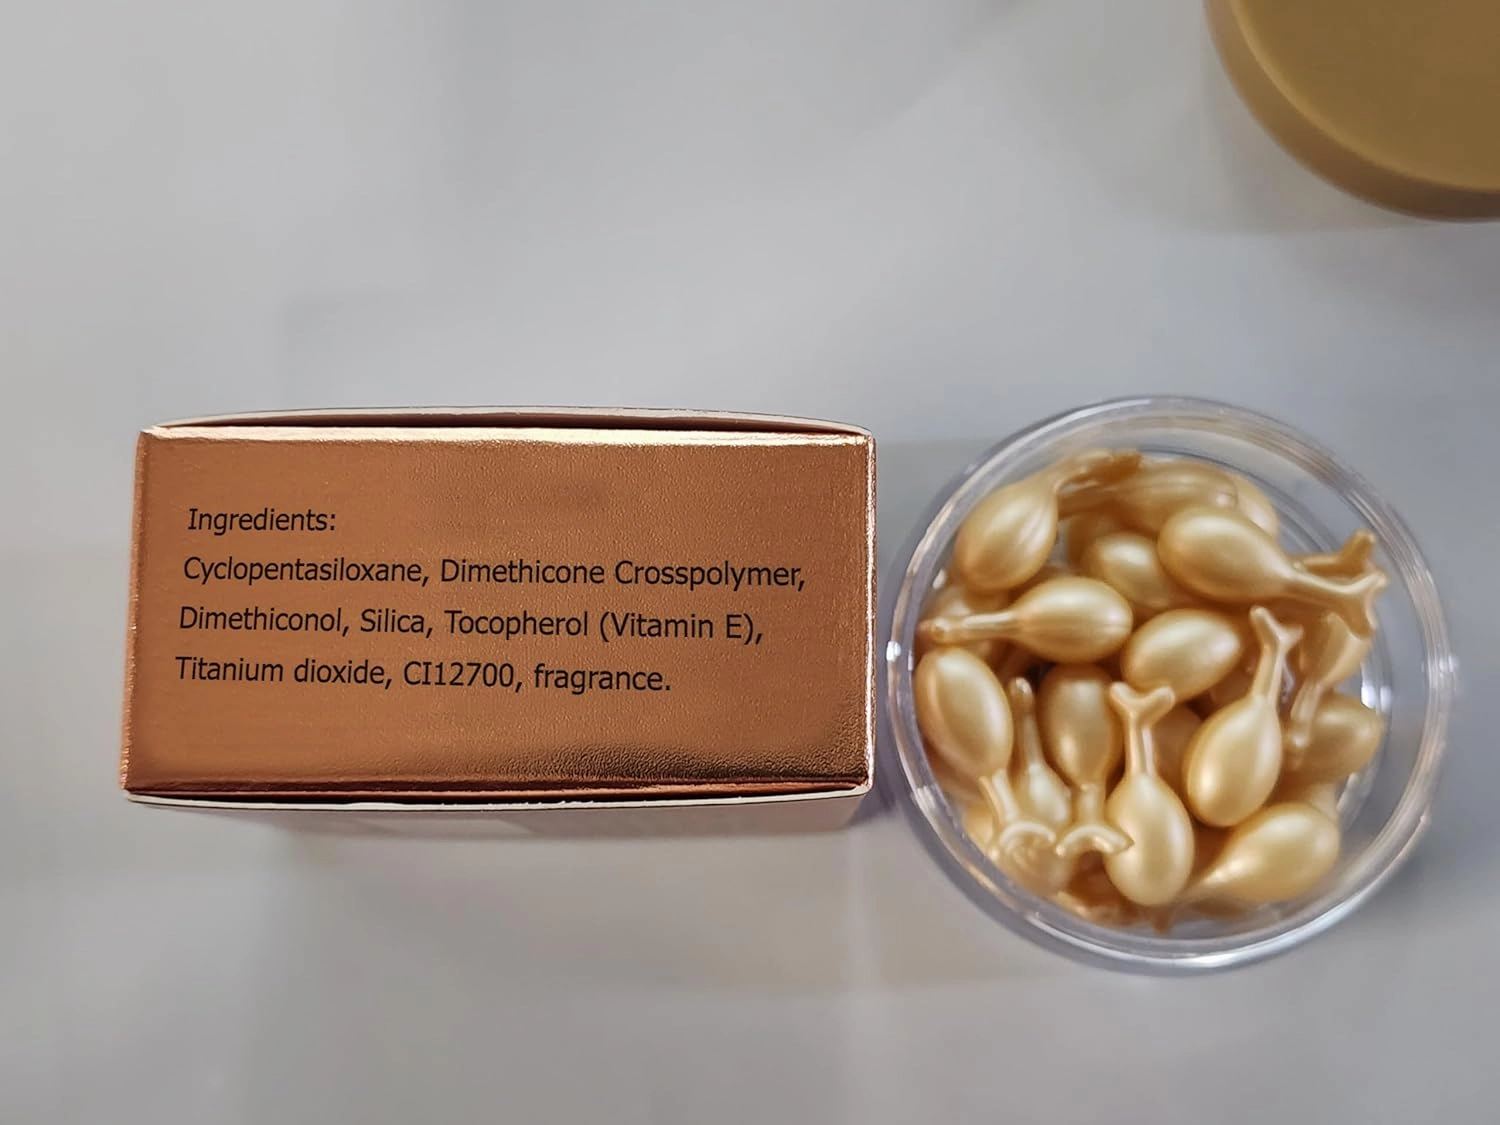 Ingredients:
Cyclopentasiloxane, Dimethicone Crosspolymer,
Dimethiconol, Silica, Tocopherol (Vitamin E),
Titanium dioxide, CI12700, fragrance.